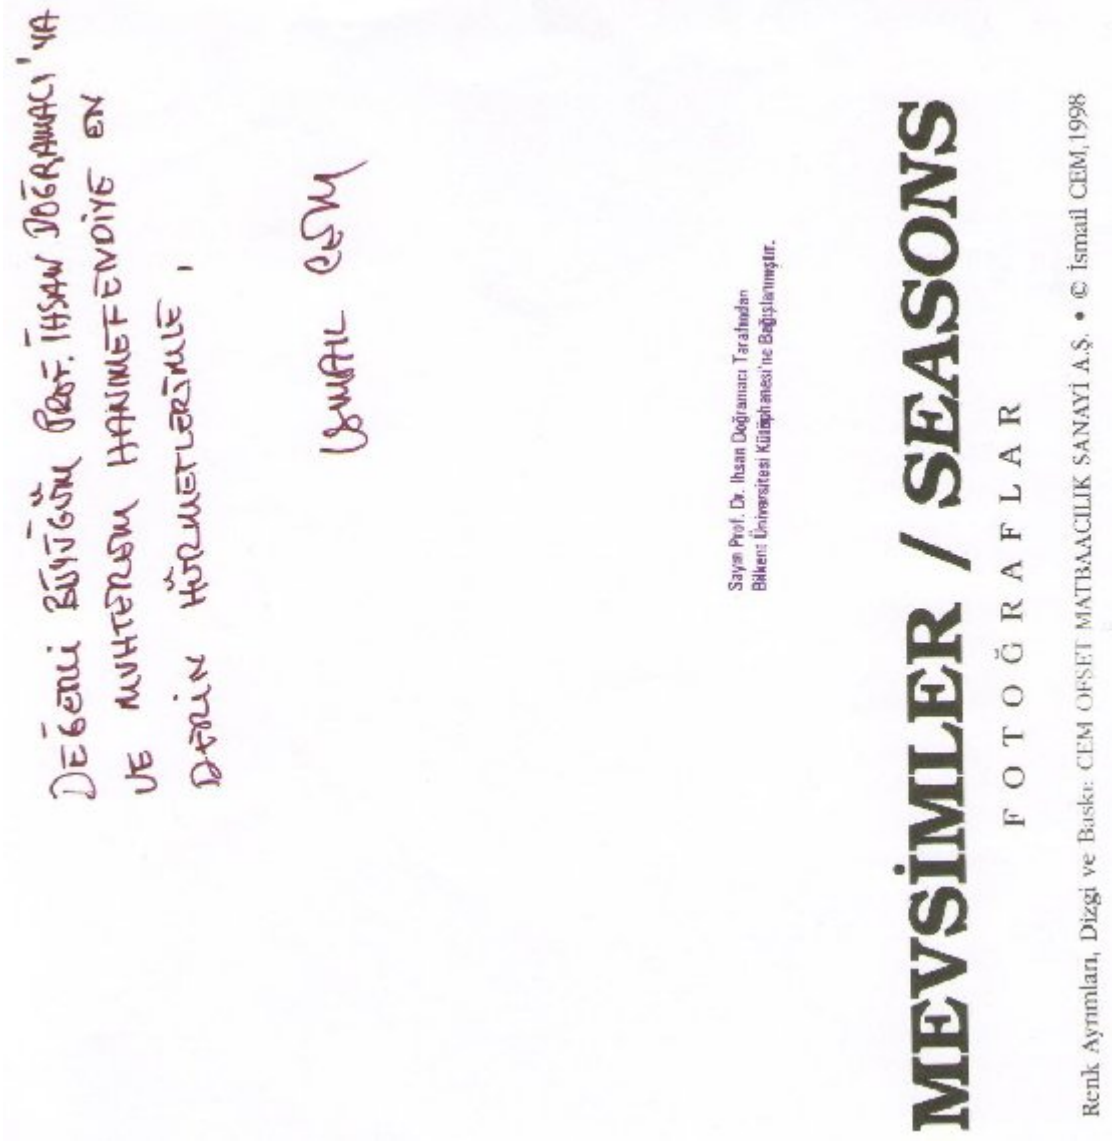 DEĞERLİ BÜYÜĞÜM PROF. İHSAN DOĞRAMACI'YA
VE MUHTEREM HANIMEFENDİYE EN
DERİN HÜRMETLERİMLE,
İSMAİL CEM
Sayın Prof. Dr. Ihsan Doğramacı Tarafından
Bilkent Üniversitesi Kütüphanesi'ne Bağışlanmıştır.
MEVSİMLER / SEASONS
FOTOĞRAFLAR
Renk Ayrımları, Dizgi ve Baskı: CEM OFSET MATBAACILIK SANAYİ A.Ş. • © İsmail CEM, 1998